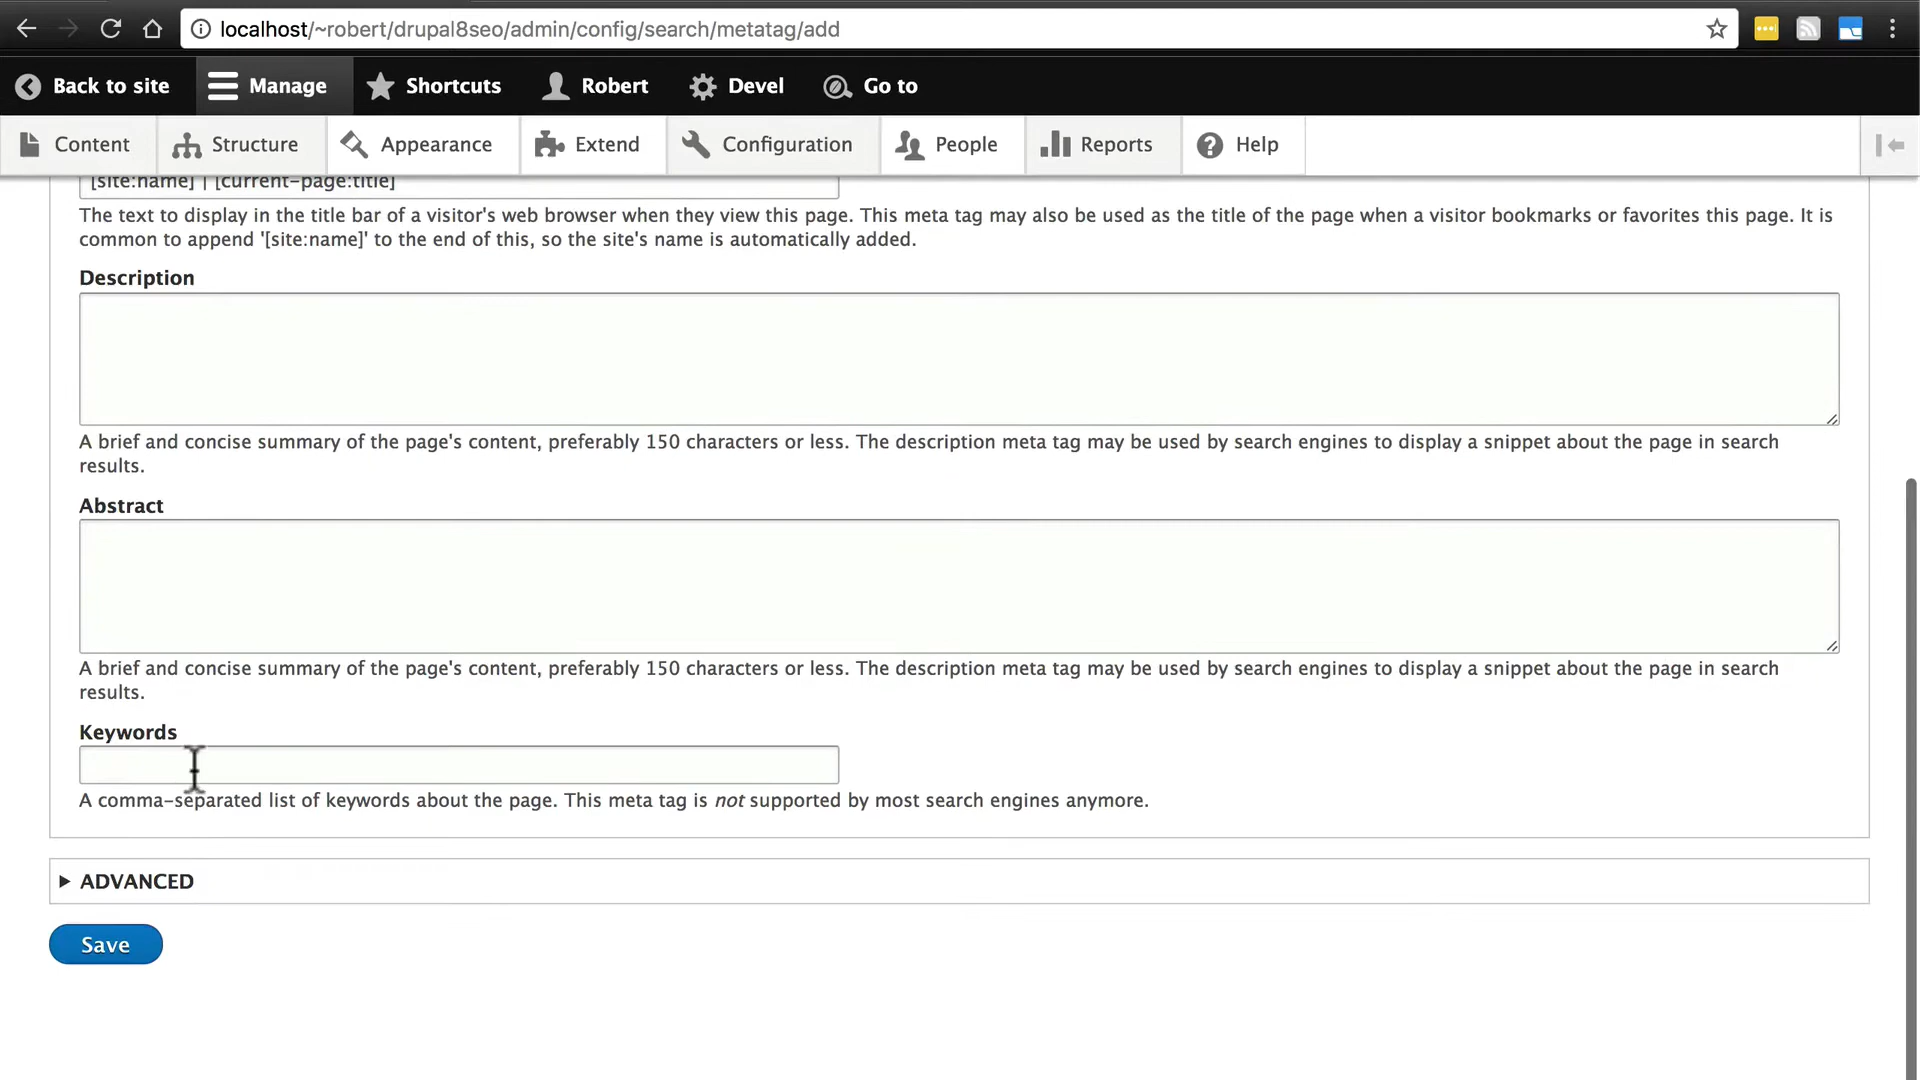 localhost/~robert/drupal8seo/admin/config/search/metatag/add
Back to site Manage Shortcuts Robert Devel Go to
Content Structure Appearance Extend Configuration People Reports Help
[site:name] | [current-page:title]
The text to display in the title bar of a visitor's web browser when they view this page. This meta tag may also be used as the title of the page when a visitor bookmarks or favorites this page. It is
common to append '[site:name]' to the end of this, so the site's name is automatically added.
Description
A brief and concise summary of the page's content, preferably 150 characters or less. The description meta tag may be used by search engines to display a snippet about the page in search
results.
Abstract
A brief and concise summary of the page's content, preferably 150 characters or less. The description meta tag may be used by search engines to display a snippet about the page in search
results.
Keywords
A comma-separated list of keywords about the page. This meta tag is not supported by most search engines anymore.
ADVANCED
Save